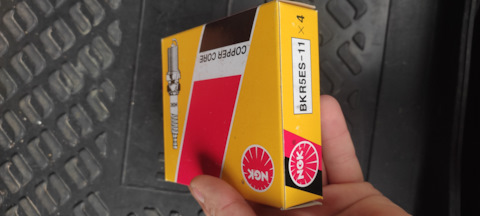 COPPER CORE
BKR5ES-11 × 4
NGK
NGK